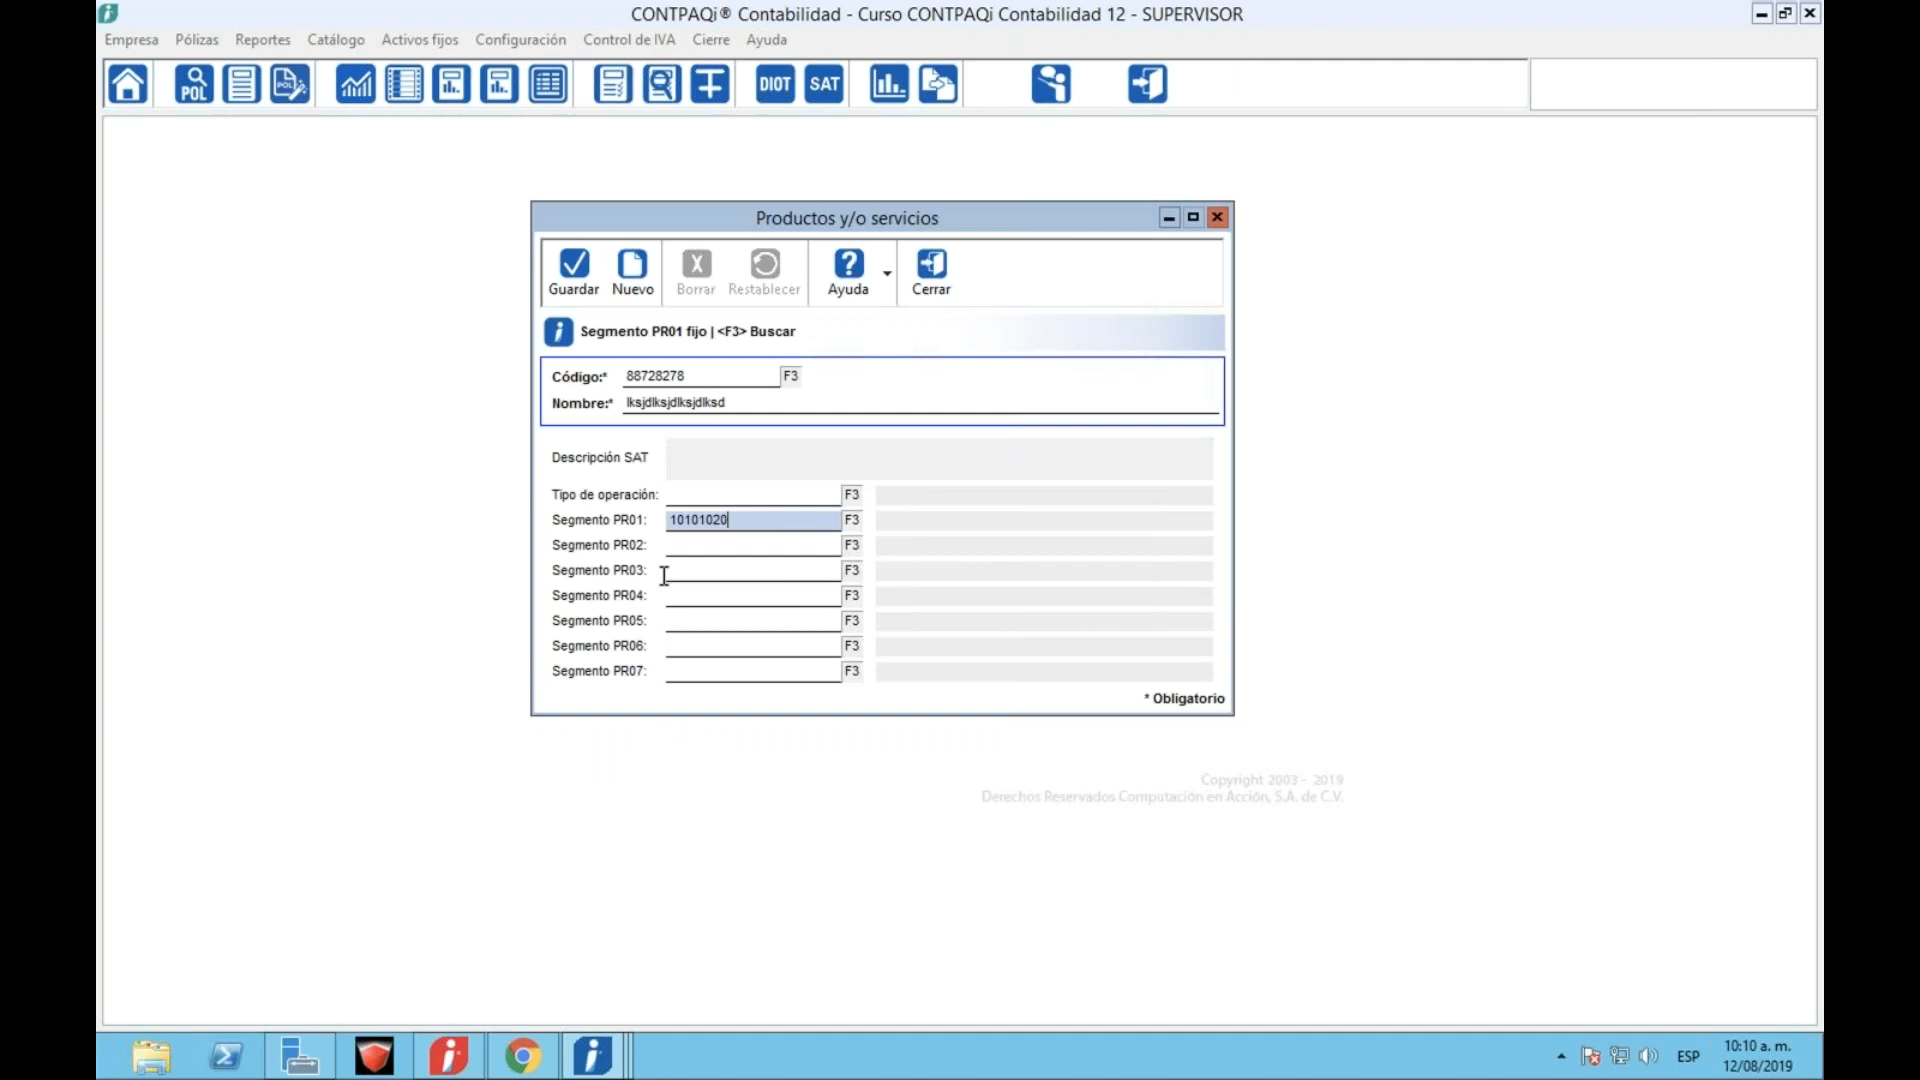 CONTPAQi® Contabilidad - Curso CONTPAQi Contabilidad 12 - SUPERVISOR
Empresa Pólizas Reportes Catálogo Activos fijos Configuración Control de IVA Cierre Ayuda
POL POL DIOT SAT
Productos y/o servicios
Guardar Nuevo Borrar Restablecer Ayuda Cerrar
Segmento PR01 fijo | <F3> Buscar
Código:* 88728278 F3
Nombre:* lksjdlksjdlksjdlksd
Descripción SAT
Tipo de operación: F3
Segmento PR01: 10101020 F3
Segmento PR02: F3
Segmento PR03: F3
Segmento PR04: F3
Segmento PR05: F3
Segmento PR06: F3
Segmento PR07: F3
* Obligatorio
Copyright 2003 - 2019
Derechos Reservados Computación en Acción, S.A. de C.V.
ESP
10:10 a. m.
12/08/2019